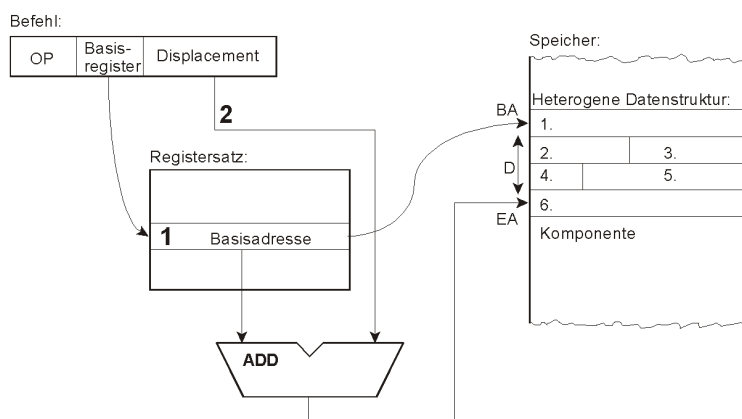 Befehl:
OP
Basis-
register
Displacement
2
Registersatz:
1 Basisadresse
ADD
Speicher:
Heterogene Datenstruktur:
BA
1.
2. 3.
D
4. 5.
6.
EA
Komponente